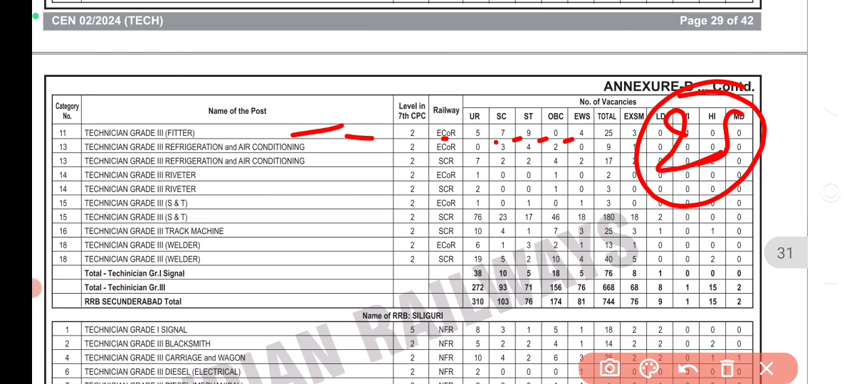 CEN 02/2024 (TECH) Page 29 of 42
ANNEXURE-B ... Contd.
Category No. Name of the Post Level in 7th CPC Railway No. of Vacancies
UR SC ST OBC EWS TOTAL EXSM LD VI HI MD
11 TECHNICIAN GRADE III (FITTER) 2 ECoR 5 7 9 0 4 25 3 0 1 0 0
13 TECHNICIAN GRADE III REFRIGERATION and AIR CONDITIONING 2 ECoR 0 3 4 2 0 9 0 0 0
13 TECHNICIAN GRADE III REFRIGERATION and AIR CONDITIONING 2 SCR 7 2 2 4 2 17 2 0 0
14 TECHNICIAN GRADE III RIVETER 2 ECoR 1 0 0 1 0 2 0 0 0 0 0
14 TECHNICIAN GRADE III RIVETER 2 SCR 2 0 0 1 0 3 0 0 0 0 0
15 TECHNICIAN GRADE III (S & T) 2 ECoR 1 0 1 0 1 3 0 0 0 0 0
15 TECHNICIAN GRADE III (S & T) 2 SCR 76 23 17 46 18 180 18 2 0 0 0
16 TECHNICIAN GRADE III TRACK MACHINE 2 SCR 10 4 1 7 3 25 3 1 0 1 0
18 TECHNICIAN GRADE III (WELDER) 2 ECoR 6 1 3 2 1 13 1 0 0 0 0
18 TECHNICIAN GRADE III (WELDER) 2 SCR 19 5 2 10 4 40 5 0 0 2 0
Total - Techinician Gr.I Signal 38 10 5 18 5 76 8 1 0 0 0
Total - Techinician Gr.III 272 93 71 156 76 668 68 8 1 15 2
RRB SECUNDERABAD Total 310 103 76 174 81 744 76 9 1 15 2
Name of RRB: SILIGURI
1 TECHNICIAN GRADE I SIGNAL 5 NFR 8 3 1 5 1 18 2 2 0 0 0
2 TECHNICIAN GRADE III BLACKSMITH 2 NFR 5 2 2 4 1 14 2 0 0 2 0
4 TECHNICIAN GRADE III CARRIAGE and WAGON 2 NFR 10 4 2 6 3 1 1
6 TECHNICIAN GRADE III DIESEL (ELECTRICAL) 2 NFR 2 0 0 0
INDIAN RAILWAYS
25
31